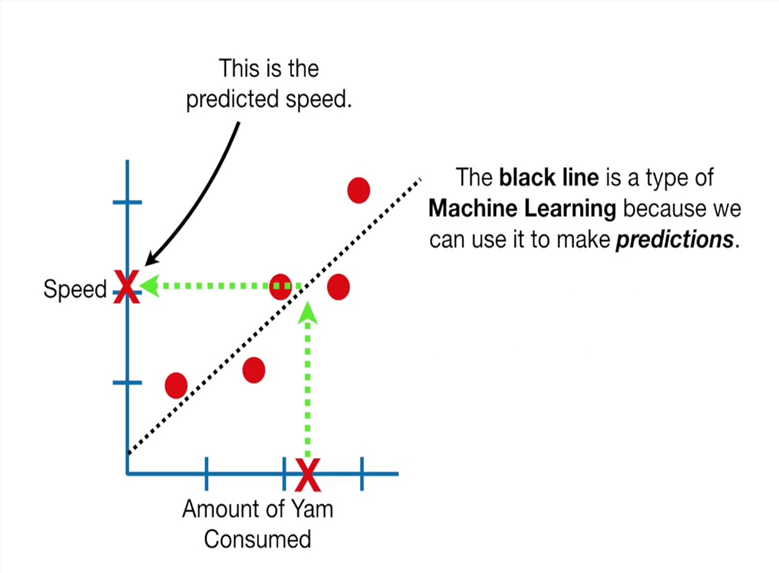 This is the
predicted speed.
The black line is a type of
Machine Learning because we
can use it to make predictions.
Speed
X
X
Amount of Yam
Consumed